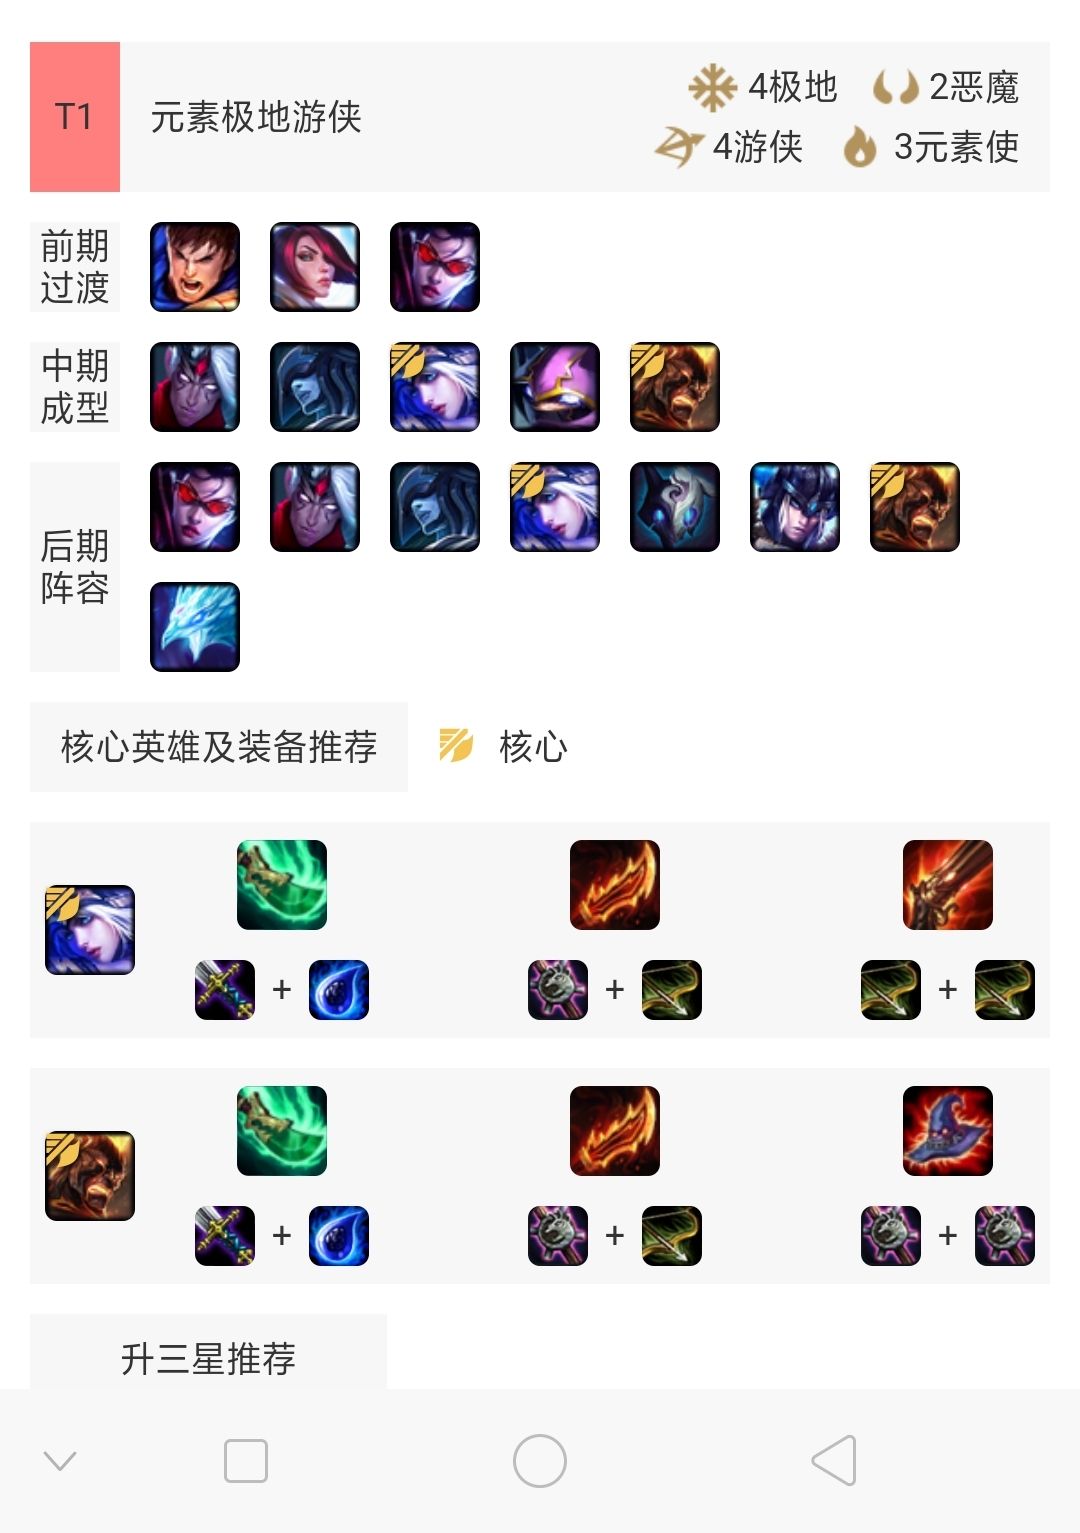 T1
元素极地游侠
4极地 2恶魔
4游侠 3元素使
前期
过渡
中期
成型
后期
阵容
核心英雄及装备推荐
核心
+ + +
+ + +
升三星推荐